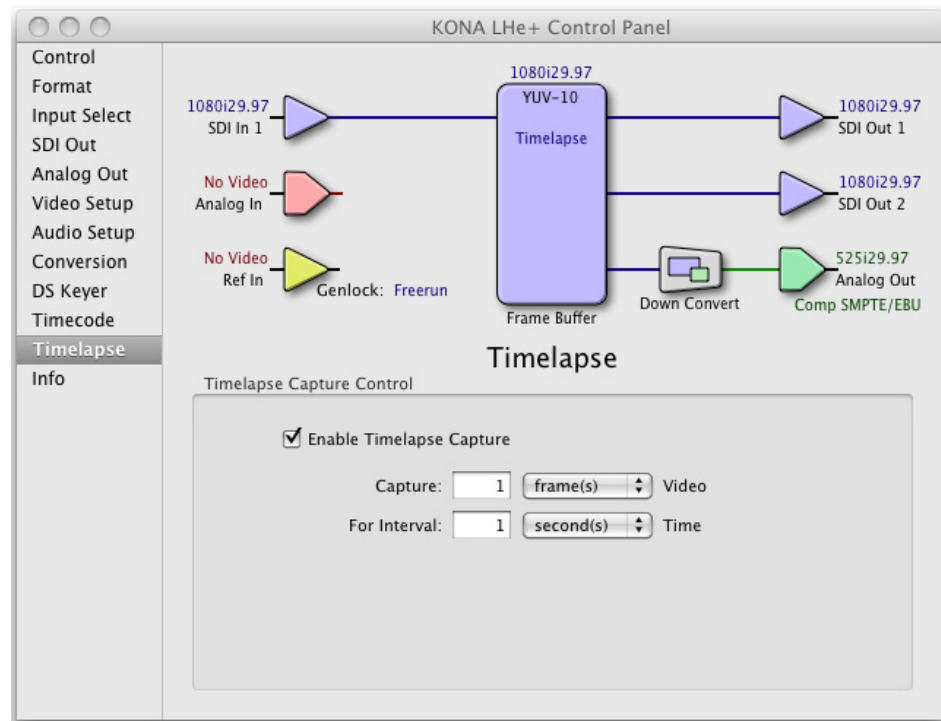 KONA LHe+ Control Panel
Control
Format
Input Select
SDI Out
Analog Out
Video Setup
Audio Setup
Conversion
DS Keyer
Timecode
Timelapse
Info
1080i29.97
YUV-10
Timelapse
Frame Buffer
1080i29.97
SDI In 1
No Video
Analog In
No Video
Ref In
Genlock: Freerun
1080i29.97
SDI Out 1
1080i29.97
SDI Out 2
Down Convert
525i29.97
Analog Out
Comp SMPTE/EBU
Timelapse
Timelapse Capture Control
Enable Timelapse Capture
Capture: 1 frame(s) Video
For Interval: 1 second(s) Time